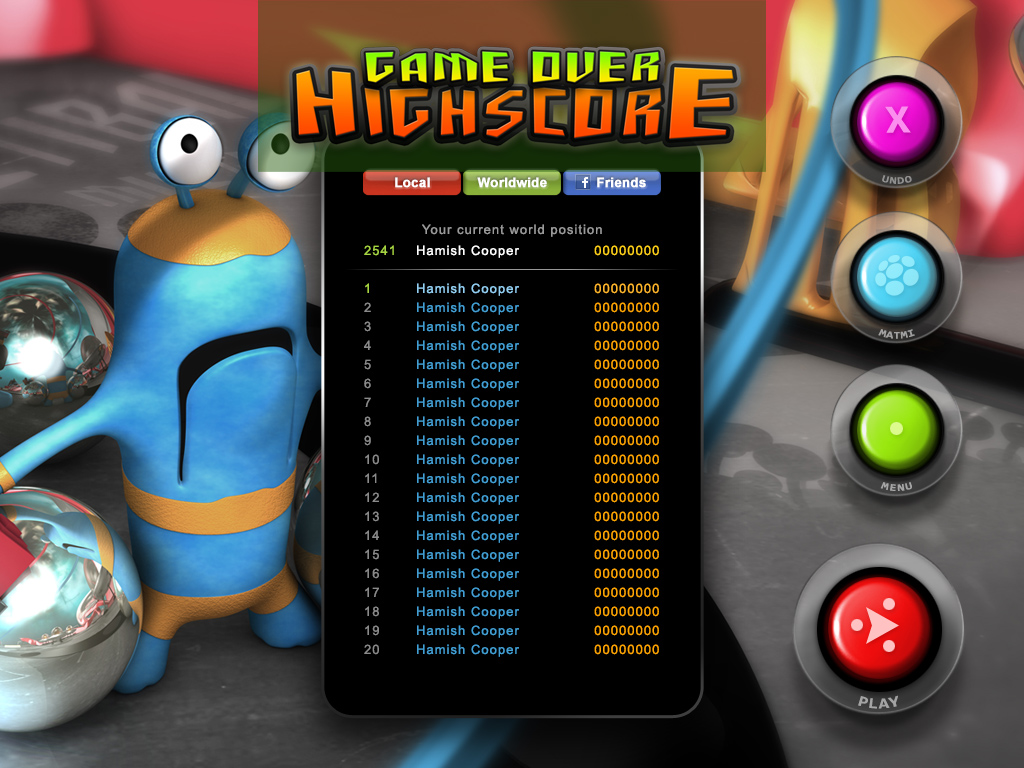 GAME OVER
HIGHSCORE
Local Worldwide Friends
Your current world position
2541 Hamish Cooper 00000000
1 Hamish Cooper 00000000
2 Hamish Cooper 00000000
3 Hamish Cooper 00000000
4 Hamish Cooper 00000000
5 Hamish Cooper 00000000
6 Hamish Cooper 00000000
7 Hamish Cooper 00000000
8 Hamish Cooper 00000000
9 Hamish Cooper 00000000
10 Hamish Cooper 00000000
11 Hamish Cooper 00000000
12 Hamish Cooper 00000000
13 Hamish Cooper 00000000
14 Hamish Cooper 00000000
15 Hamish Cooper 00000000
16 Hamish Cooper 00000000
17 Hamish Cooper 00000000
18 Hamish Cooper 00000000
19 Hamish Cooper 00000000
20 Hamish Cooper 00000000
X
UNDO
MATMI
MENU
PLAY